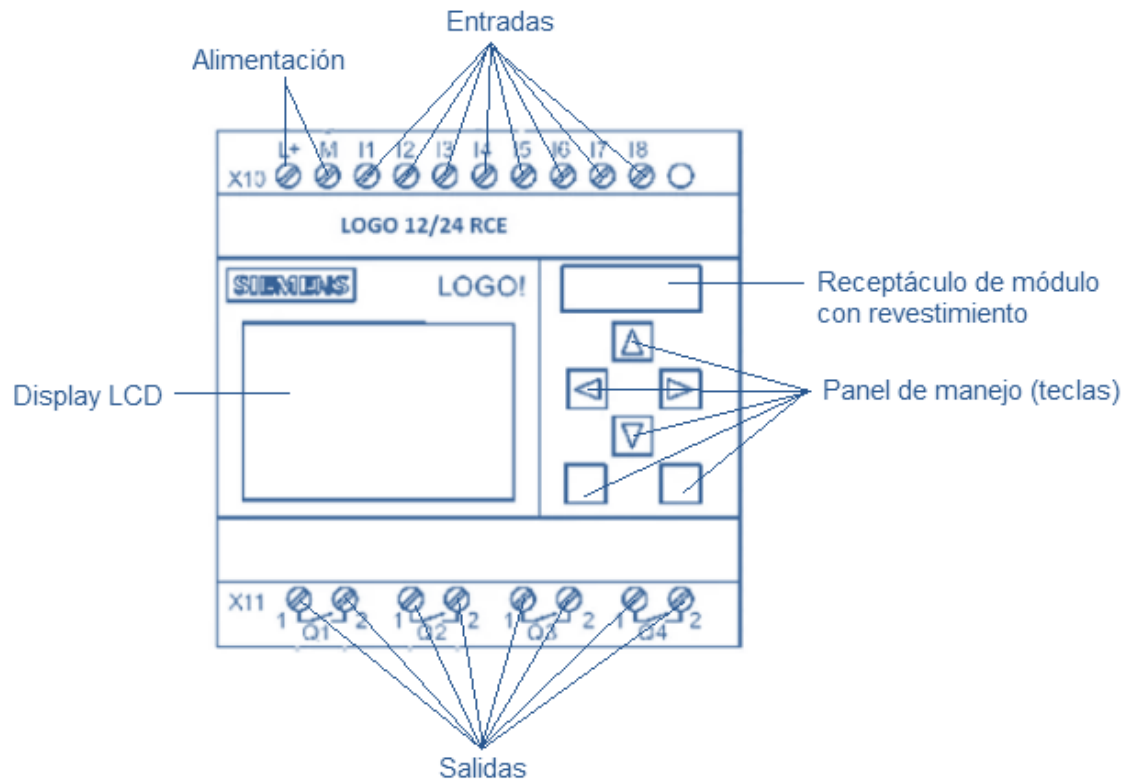 Entradas
Alimentación
L+ M I1 I2 I3 I4 I5 I6 I7 I8
X10
LOGO 12/24 RCE
SIEMENS LOGO!
Receptáculo de módulo
con revestimiento
Display LCD
Panel de manejo (teclas)
X11
1 2 1 2 1 2 1 2
Q1 Q2 Q3 Q4
Salidas